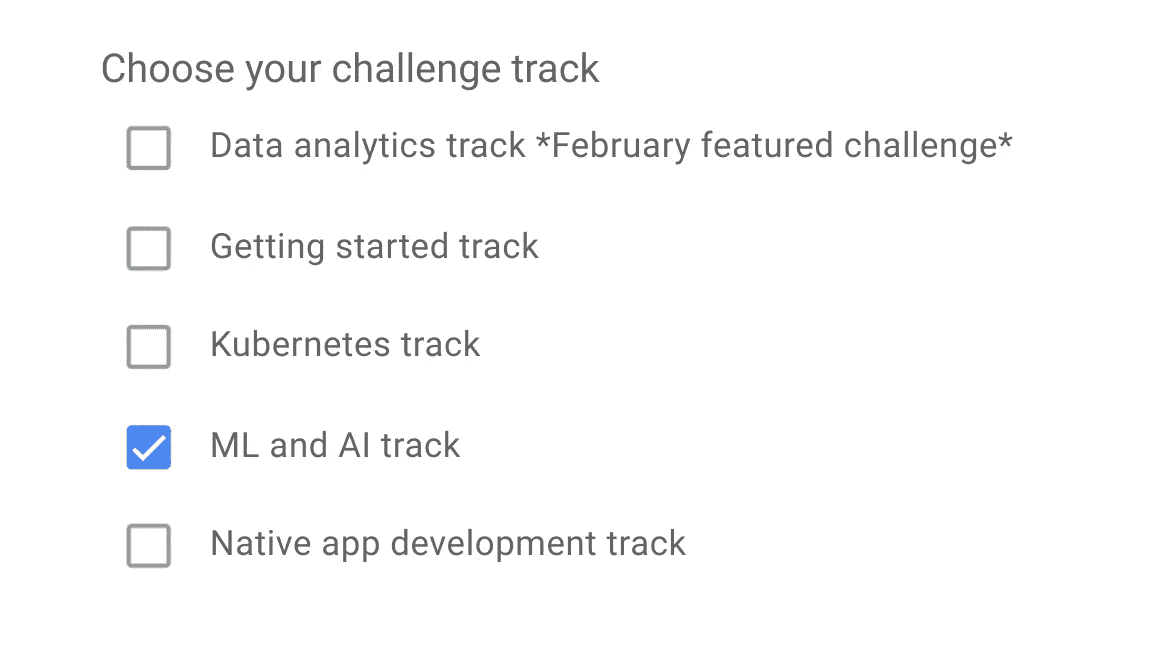 Choose your challenge track
Data analytics track *February featured challenge*
Getting started track
Kubernetes track
ML and AI track
Native app development track